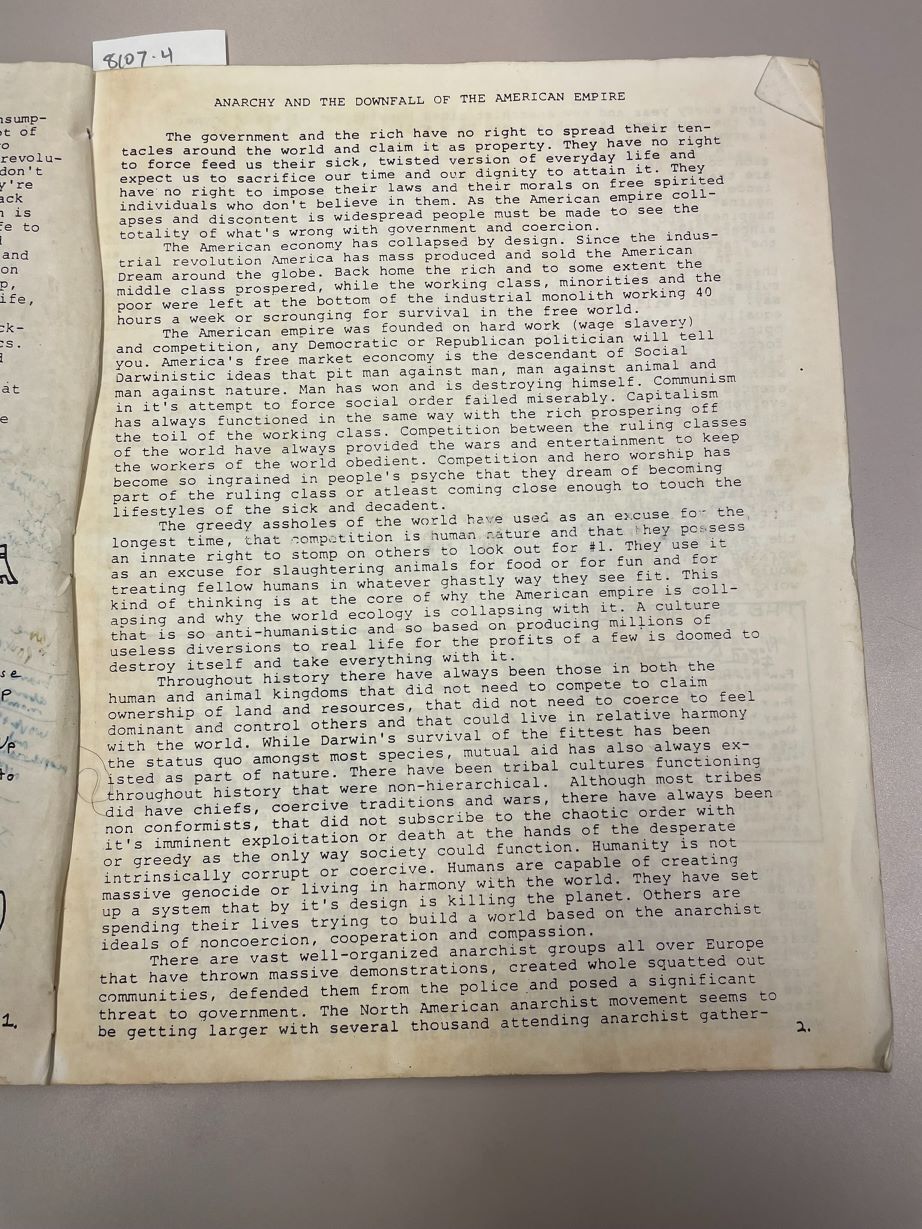 8107.4
nsump-
et of
o
revolu-
don't
y're
ack
n is
fe to
d
and
on
p,
ife,
ck-
cs.
d
at
e
se
P
Up
to
1.
ANARCHY AND THE DOWNFALL OF THE AMERICAN EMPIRE
The government and the rich have no right to spread their ten-
tacles around the world and claim it as property. They have no right
to force feed us their sick, twisted version of everyday life and
expect us to sacrifice our time and our dignity to attain it. They
have no right to impose their laws and their morals on free spirited
individuals who don't believe in them. As the American empire coll-
apses and discontent is widespread people must be made to see the
totality of what's wrong with government and coercion.
The American economy has collapsed by design. Since the indus-
trial revolution America has mass produced and sold the American
Dream around the globe. Back home the rich and to some extent the
middle class prospered, while the working class, minorities and the
poor were left at the bottom of the industrial monolith working 40
hours a week or scrounging for survival in the free world.
The American empire was founded on hard work (wage slavery)
and competition, any Democratic or Republican politician will tell
you. America's free market econcomy is the descendant of Social
Darwinistic ideas that pit man against man, man against animal and
man against nature. Man has won and is destroying himself. Communism
in it's attempt to force social order failed miserably. Capitalism
has always functioned in the same way with the rich prospering off
the toil of the working class. Competition between the ruling classes
of the world have always provided the wars and entertainment to keep
the workers of the world obedient. Competition and hero worship has
become so ingrained in people's psyche that they dream of becoming
part of the ruling class or atleast coming close enough to touch the
lifestyles of the sick and decadent.
The greedy assholes of the world have used as an excuse for the
longest time, that competition is human nature and that they possess
an innate right to stomp on others to look out for #1. They use it
as an excuse for slaughtering animals for food or for fun and for
treating fellow humans in whatever ghastly way they see fit. This
kind of thinking is at the core of why the American empire is coll-
apsing and why the world ecology is collapsing with it. A culture
that is so anti-humanistic and so based on producing millions of
useless diversions to real life for the profits of a few is doomed to
destroy itself and take everything with it.
Throughout history there have always been those in both the
human and animal kingdoms that did not need to compete to claim
ownership of land and resources, that did not need to coerce to feel
dominant and control others and that could live in relative harmony
with the world. While Darwin's survival of the fittest has been
the status quo amongst most species, mutual aid has also always ex-
isted as part of nature. There have been tribal cultures functioning
throughout history that were non-hierarchical. Although most tribes
did have chiefs, coercive traditions and wars, there have always been
non conformists, that did not subscribe to the chaotic order with
it's imminent exploitation or death at the hands of the desperate
or greedy as the only way society could function. Humanity is not
intrinsically corrupt or coercive. Humans are capable of creating
massive genocide or living in harmony with the world. They have set
up a system that by it's design is killing the planet. Others are
spending their lives trying to build a world based on the anarchist
ideals of noncoercion, cooperation and compassion.
There are vast well-organized anarchist groups all over Europe
that have thrown massive demonstrations, created whole squatted out
communities, defended them from the police and posed a significant
threat to government. The North American anarchist movement seems to
be getting larger with several thousand attending anarchist gather-
2.